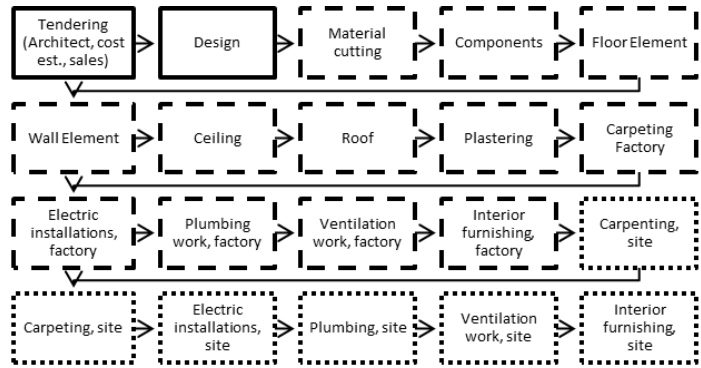 Tendering
(Architect, cost
est., sales)
Design
Material
cutting
Components
Floor Element
Wall Element
Ceiling
Roof
Plastering
Carpeting
Factory
Electric
installations,
factory
Plumbing
work, factory
Ventilation
work, factory
Interior
furnishing,
factory
Carpenting,
site
Carpeting, site
Electric
installations,
site
Plumbing, site
Ventilation
work, site
Interior
furnishing, site